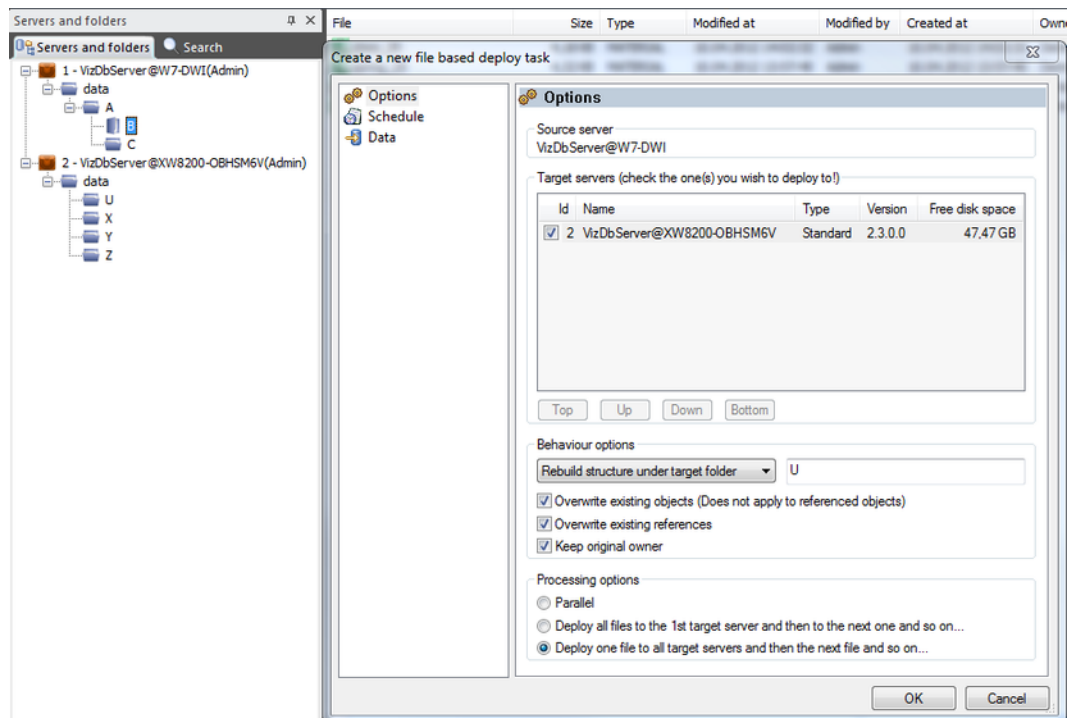 Servers and folders
Servers and folders Search
1 - VizDbServer@W7-DWI(Admin)
data
A
B
C
2 - VizDbServer@XW8200-OBHSM6V(Admin)
data
U
X
Y
Z
File Size Type Modified at Modified by Created at Own
Create a new file based deploy task
Options
Schedule
Data
Options
Source server
VizDbServer@W7-DWI
Target servers (check the one(s) you wish to deploy to!)
Id Name Type Version Free disk space
2 VizDbServer@XW8200-OBHSM6V Standard 2.3.0.0 47,47 GB
Top Up Down Bottom
Behaviour options
Rebuild structure under target folder U
Overwrite existing objects (Does not apply to referenced objects)
Overwrite existing references
Keep original owner
Processing options
Parallel
Deploy all files to the 1st target server and then to the next one and so on...
Deploy one file to all target servers and then the next file and so on...
OK Cancel